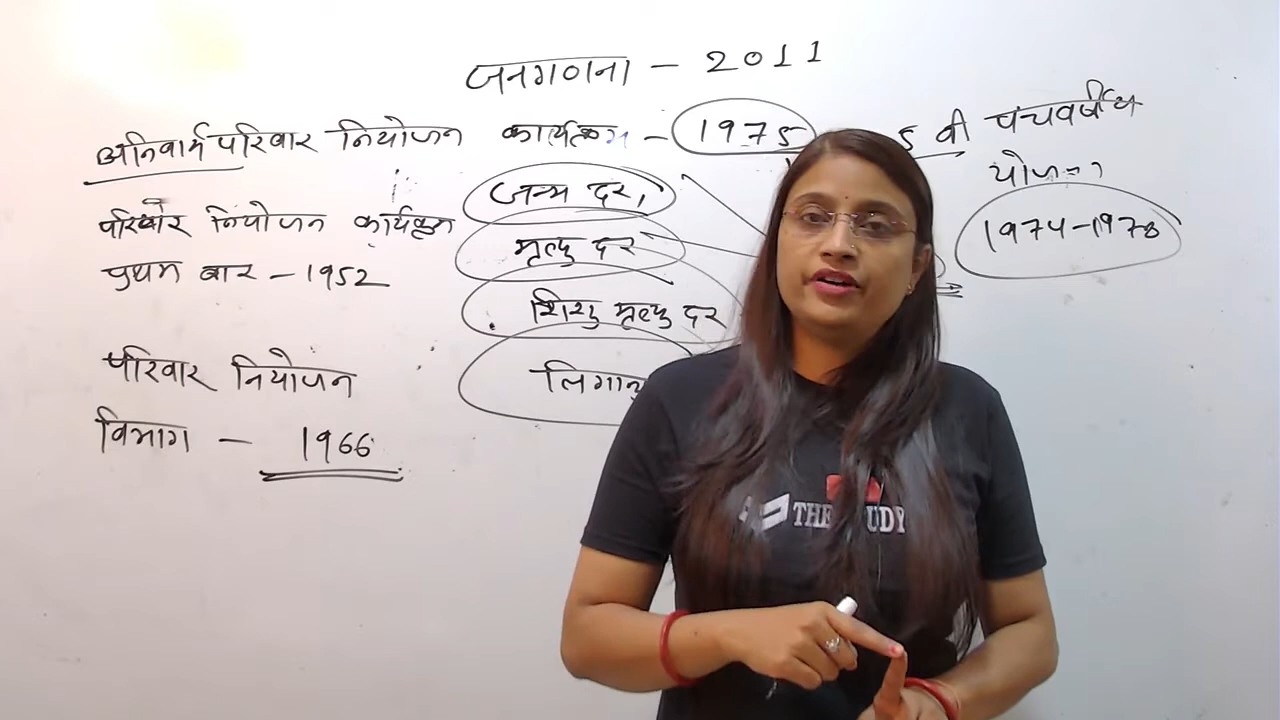 जनगणना - 2011
अनिवार्य परिवार नियोजन कार्यक्रम - 1975 5 वी पंचवर्षीय
योजना
1974-1978
जन्म दर,
परिवार नियोजन कार्यक्रम
मृत्यु दर
प्रथम बार - 1952
शिशु मृत्यु दर
परिवार नियोजन
विभाग - 1966
THE